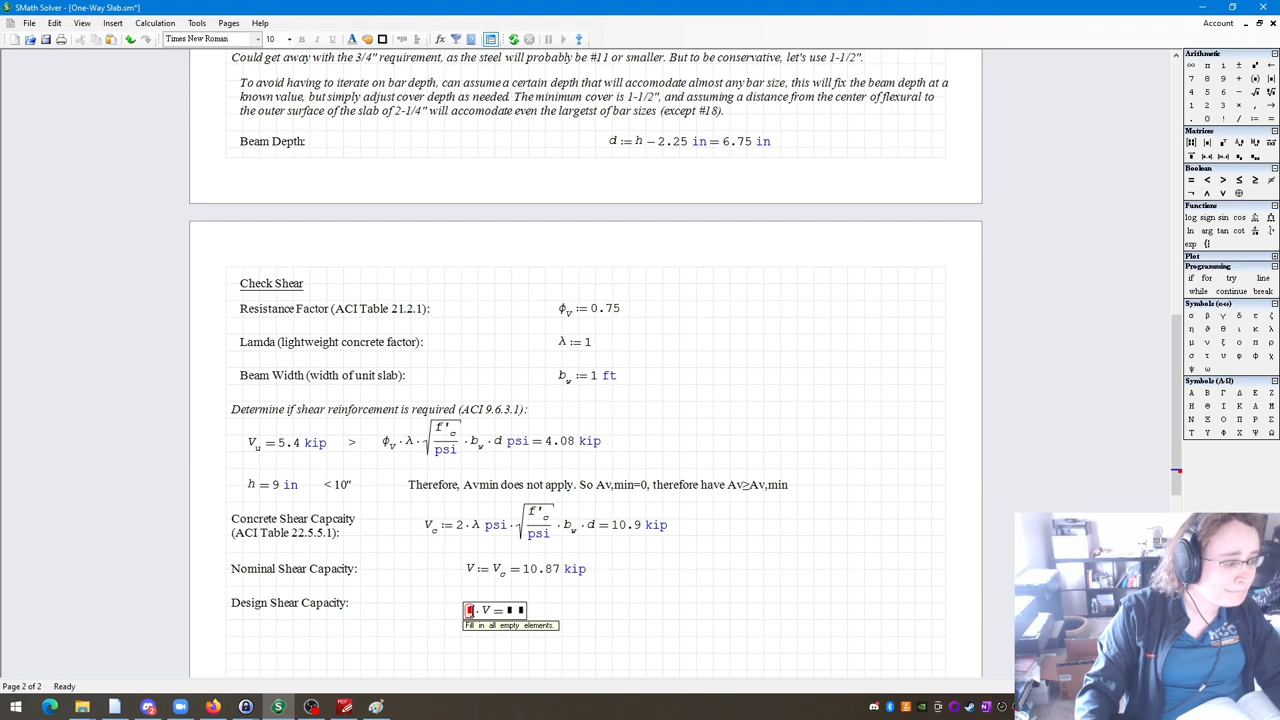 SMath Solver - [One-Way Slab.sm*]
File Edit View Insert Calculation Tools Pages Help Account
Times New Roman 10
Could get away with the 3/4" requirement, as the steel will probably be #11 or smaller. But to be conservative, let's use 1-1/2".
To avoid having to iterate on bar depth, can assume a certain depth that will accomodate almost any bar size, this will fix the beam depth at
a known value, but simply adjust cover depth as needed. The minimum cover is 1-1/2", and assuming a distance from the center of flexural to
the outer surface of the slab of 2-1/4" will accomodate even the largest of bar sizes (except #18).
Beam Depth: d := h − 2.25 in = 6.75 in
Check Shear
Resistance Factor (ACI Table 21.2.1): ϕ_V := 0.75
Lamda (lightweight concrete factor): λ := 1
Beam Width (width of unit slab): b_w := 1 ft
Determine if shear reinforcement is required (ACI 9.6.3.1):
V_u = 5.4 kip > ϕ_V · λ · √(f'_c / psi) · b_w · d psi = 4.08 kip
h = 9 in < 10" Therefore, Avmin does not apply. So Av,min=0, therefore have Av≥Av,min
Concrete Shear Capcaity
(ACI Table 22.5.5.1): V_c := 2 · λ psi · √(f'_c / psi) · b_w · d = 10.9 kip
Nominal Shear Capacity: V := V_c = 10.87 kip
Design Shear Capacity: · V =
Fill in all empty elements.
Arithmetic
Matrices
Boolean
Functions
log sign sin cos
ln arg tan cot
exp
Plot
Programming
if for try line
while continue break
Symbols (α-ω)
α β γ δ ε ζ
η ϑ θ ι κ λ
μ ν ξ ο π ρ
σ τ υ φ ϕ χ
ψ ω
Symbols (Α-Ω)
Α Β Γ Δ Ε Ζ
Η Θ Ι Κ Λ Μ
Ν Ξ Ο Π Ρ Σ
Τ Υ Φ Χ Ψ Ω
Page 2 of 2 Ready